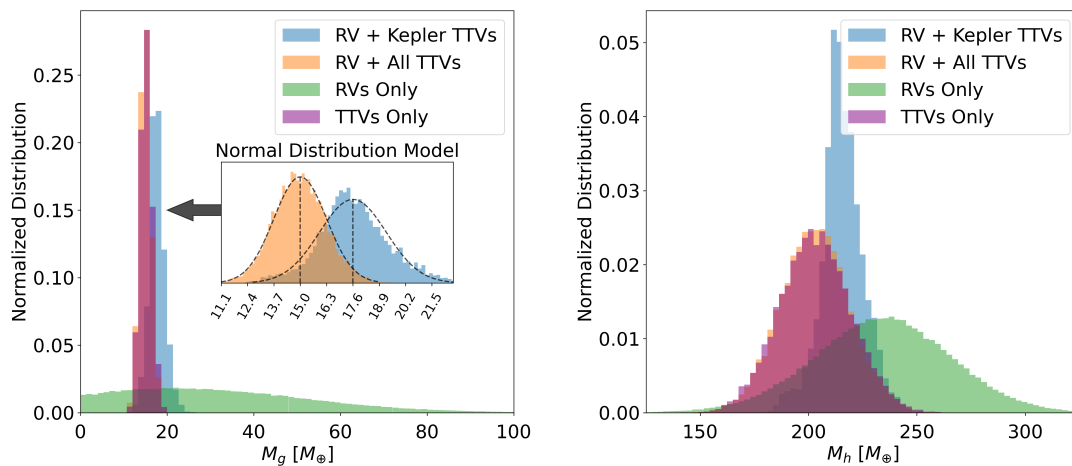 RV + Kepler TTVs
RV + All TTVs
RVs Only
TTVs Only
Normal Distribution Model
11.1 12.4 13.7 15.0 16.3 17.6 18.9 20.2 21.5
Normalized Distribution
0.25
0.20
0.15
0.10
0.05
0.00
0 20 40 60 80 100
M_g [M_⊕]
RV + Kepler TTVs
RV + All TTVs
RVs Only
TTVs Only
Normalized Distribution
0.05
0.04
0.03
0.02
0.01
0.00
150 200 250 300
M_h [M_⊕]